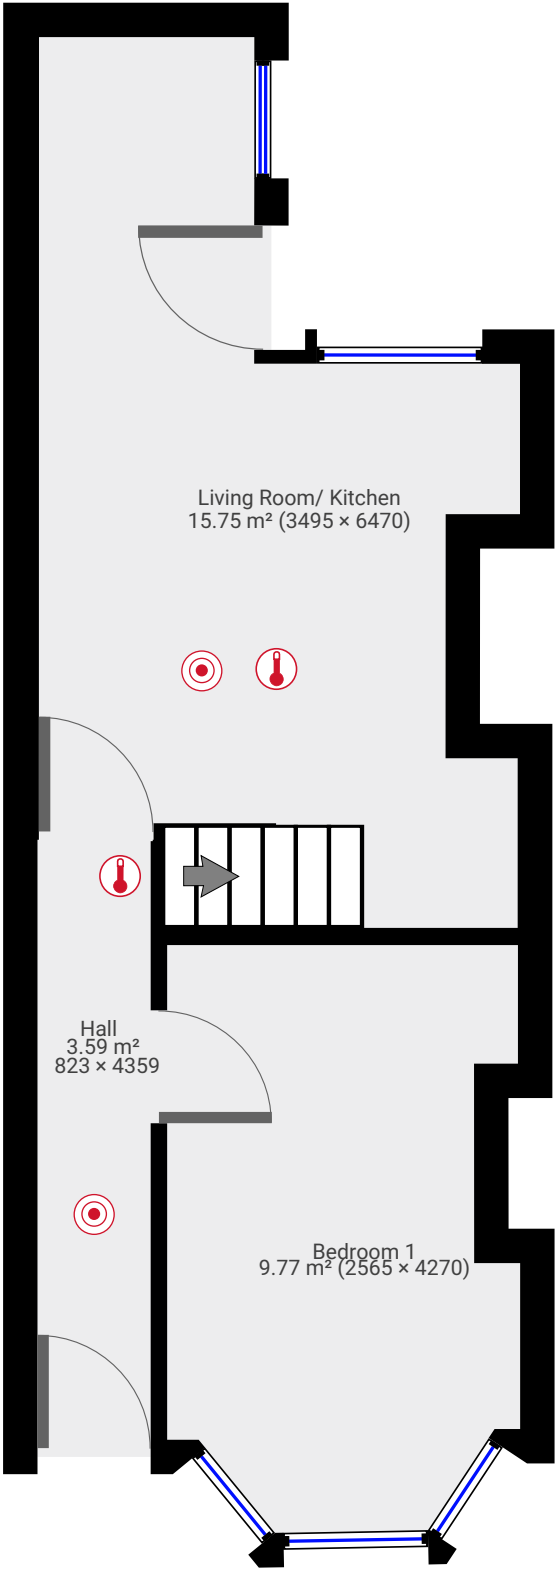 Living Room/ Kitchen
15.75 m² (3495 × 6470)
Hall
3.59 m²
823 × 4359
Bedroom 1
9.77 m² (2565 × 4270)